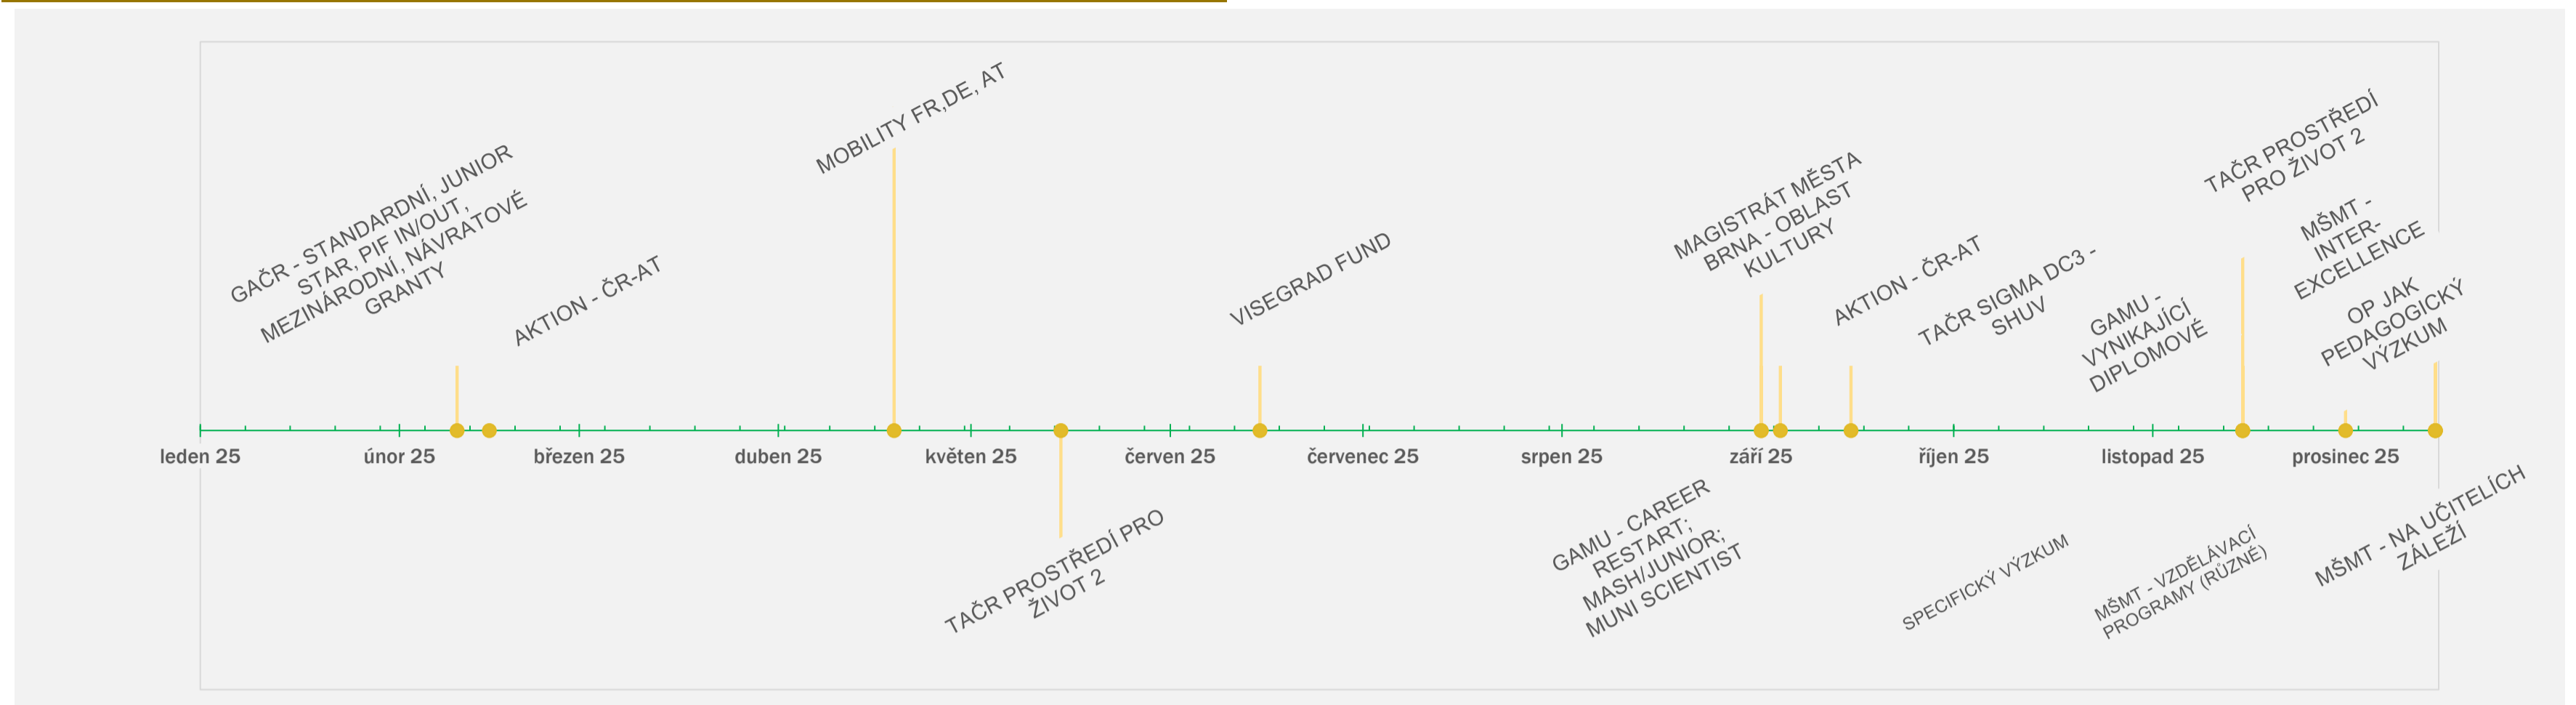 GAČR - STANDARDNÍ, JUNIOR
STAR, PIF IN/OUT,
MEZINÁRODNÍ, NÁVRATOVÉ
GRANTY
AKTION - ČR-AT
MOBILITY FR,DE, AT
VISEGRAD FUND
MAGISTRÁT MĚSTA
BRNA - OBLAST
KULTURY
AKTION - ČR-AT
TAČR SIGMA DC3 -
SHUV
GAMU -
VYNIKAJÍCÍ
DIPLOMOVÉ
TAČR PROSTŘEDÍ
PRO ŽIVOT 2
MŠMT -
INTER-
EXCELLENCE
OP JAK
PEDAGOGICKÝ
VÝZKUM
leden 25
únor 25
březen 25
duben 25
květen 25
červen 25
červenec 25
srpen 25
září 25
říjen 25
listopad 25
prosinec 25
TAČR PROSTŘEDÍ PRO
ŽIVOT 2
GAMU - CAREER
RESTART;
MASH/JUNIOR;
MUNI SCIENTIST
SPECIFICKÝ VÝZKUM
MŠMT - VZDĚLÁVACÍ
PROGRAMY (RŮZNÉ)
MŠMT - NA UČITELÍCH
ZÁLEŽÍ